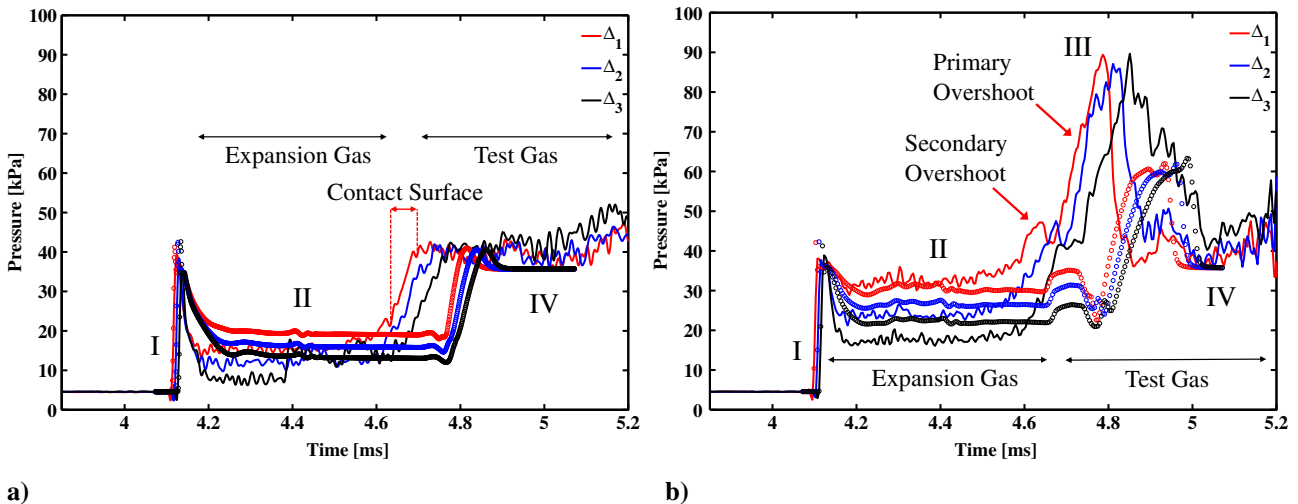 100
90
80
70
60
50
40
30
20
10
0
Pressure [kPa]
Δ1
Δ2
Δ3
Expansion Gas
Test Gas
Contact Surface
I
II
IV
4
4.2
4.4
4.6
4.8
5
5.2
Time [ms]
a)
100
90
80
70
60
50
40
30
20
10
0
Pressure [kPa]
III
Δ1
Δ2
Δ3
Primary
Overshoot
Secondary
Overshoot
II
I
IV
Expansion Gas
Test Gas
4
4.2
4.4
4.6
4.8
5
5.2
Time [ms]
b)